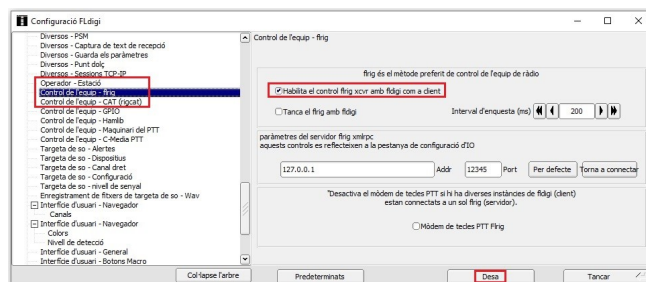 Configuració FLdigi
Diversos - PSM
Diversos - Captura de text de recepció
Diversos - Guarda els paràmetres
Diversos - Punt dolç
Diversos - Sessions TCP-IP
Operador - Estació
Control de l'equip - flrig
Control de l'equip - CAT (rigcat)
Control de l'equip - GPIO
Control de l'equip - Hamlib
Control de l'equip - Maquinari del PTT
Control de l'equip - C-Media PTT
Targeta de so - Alertes
Targeta de so - Dispositius
Targeta de so - Canal dret
Targeta de so - Configuració
Targeta de so - nivell de senyal
Enregistrament de fitxers de targeta de so - Wav
Interfície d'usuari - Navegador
Canals
Interfície d'usuari - Navegador
Colors
Nivell de detecció
Interfície d'usuari - General
Interfície d'usuari - Botons Macro
Col·lapse l'arbre
Control de l'equip - flrig
flrig és el mètode preferit de control de l'equip de ràdio
Habilita el control flrig xcvr amb fldigi com a client
Tanca el flrig amb fldigi
Interval d'enquesta (ms) 200
paràmetres del servidor flrig xmlrpc
aquests controls es reflecteixen a la pestanya de configuració d'IO
127.0.0.1 Addr 12345 Port Per defecte Torna a connectar
"Desactiva el mòdem de tecles PTT si hi ha diverses instàncies de fldigi (client)
estan connectats a un sol flrig (servidor).
Mòdem de tecles PTT Flrig
Predeterminats Desa Tancar